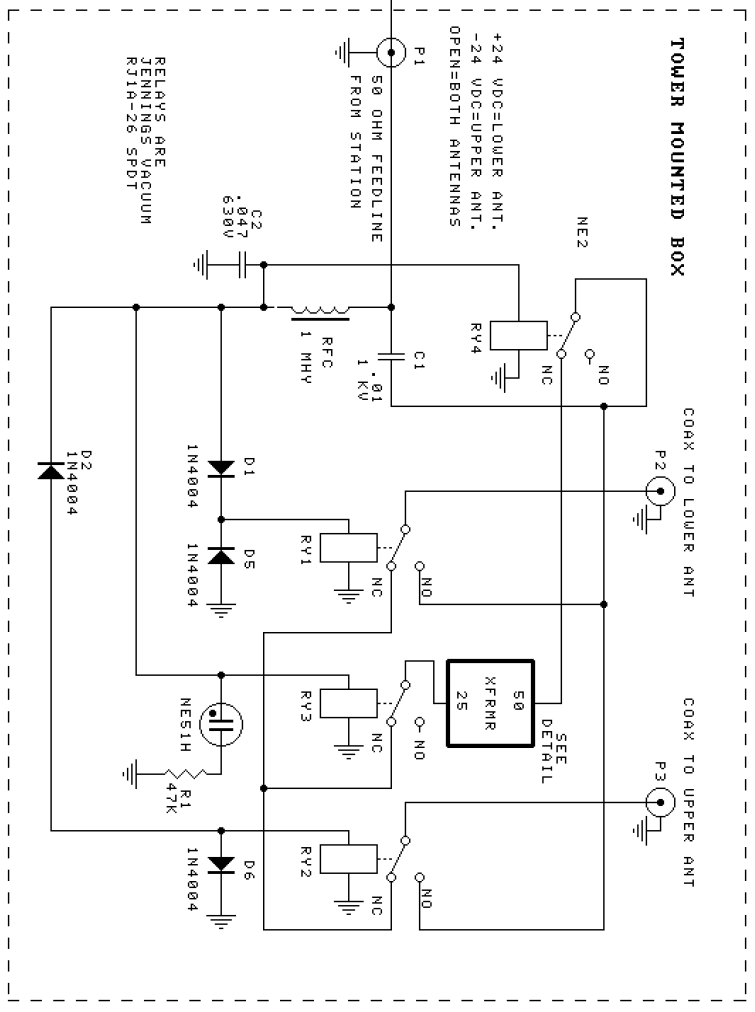 TOWER MOUNTED BOX
+24 VDC=LOWER ANT.
-24 VDC=UPPER ANT.
OPEN=BOTH ANTENNAS
P1
50 OHM FEEDLINE
FROM STATION
RELAYS ARE
JENNINGS VACUUM
RJ1A-26 SPDT
C2
.047
630V
NE2
RY4
NO
NC
RFC
1 MHY
C1
.01
1 KV
COAX TO LOWER ANT
P2
D2
1N4004
D1
1N4004
D5
1N4004
RY1
NC
NO
XFRMR
50
25
SEE
DETAIL
RY3
NC
NO
NE51H
R1
47K
COAX TO UPPER ANT
P3
RY2
NC
NO
D6
1N4004